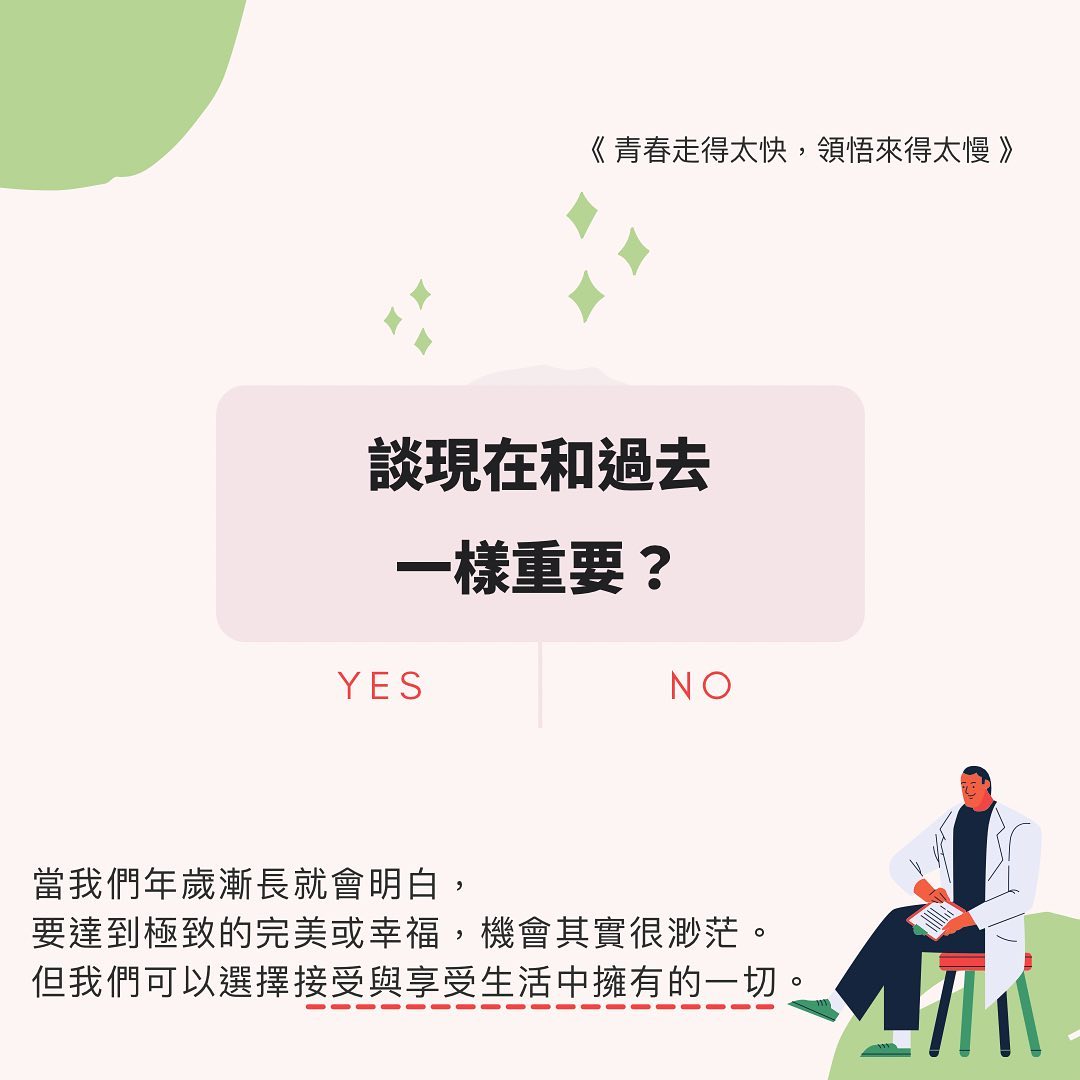 《 青春走得太快，領悟來得太慢 》
談現在和過去
一樣重要？
YES
NO
當我們年歲漸長就會明白，
要達到極致的完美或幸福，機會其實很渺茫。
但我們可以選擇接受與享受生活中擁有的一切。